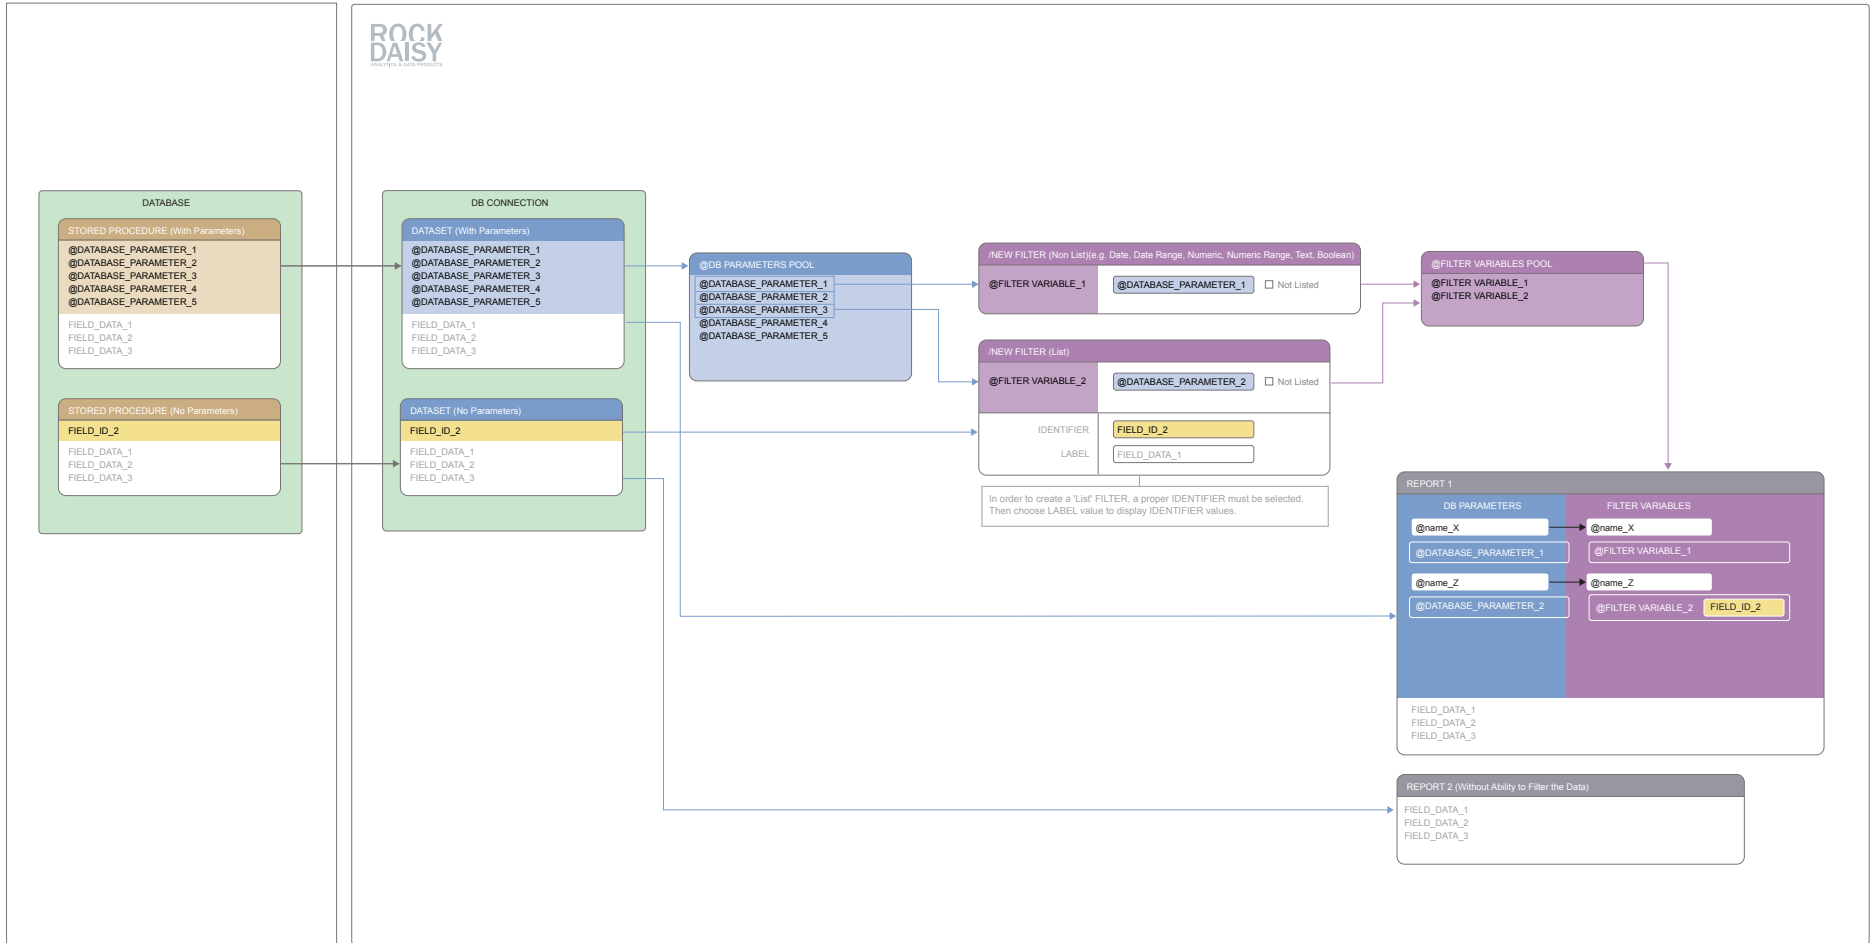 ROCK
DAISY
ANALYTICS & DATA PRODUCTS
DATABASE
STORED PROCEDURE (With Parameters)
@DATABASE_PARAMETER_1
@DATABASE_PARAMETER_2
@DATABASE_PARAMETER_3
@DATABASE_PARAMETER_4
@DATABASE_PARAMETER_5
FIELD_DATA_1
FIELD_DATA_2
FIELD_DATA_3
STORED PROCEDURE (No Parameters)
FIELD_ID_2
FIELD_DATA_1
FIELD_DATA_2
FIELD_DATA_3
DB CONNECTION
DATASET (With Parameters)
@DATABASE_PARAMETER_1
@DATABASE_PARAMETER_2
@DATABASE_PARAMETER_3
@DATABASE_PARAMETER_4
@DATABASE_PARAMETER_5
FIELD_DATA_1
FIELD_DATA_2
FIELD_DATA_3
DATASET (No Parameters)
FIELD_ID_2
FIELD_DATA_1
FIELD_DATA_2
FIELD_DATA_3
@DB PARAMETERS POOL
@DATABASE_PARAMETER_1
@DATABASE_PARAMETER_2
@DATABASE_PARAMETER_3
@DATABASE_PARAMETER_4
@DATABASE_PARAMETER_5
/NEW FILTER (Non List)(e.g. Date, Date Range, Numeric, Numeric Range, Text, Boolean)
@FILTER VARIABLE_1 @DATABASE_PARAMETER_1 Not Listed
/NEW FILTER (List)
@FILTER VARIABLE_2 @DATABASE_PARAMETER_2 Not Listed
IDENTIFIER FIELD_ID_2
LABEL FIELD_DATA_1
In order to create a 'List' FILTER, a proper IDENTIFIER must be selected.
Then choose LABEL value to display IDENTIFIER values.
@FILTER VARIABLES POOL
@FILTER VARIABLE_1
@FILTER VARIABLE_2
REPORT 1
DB PARAMETERS FILTER VARIABLES
@name_X @name_X
@DATABASE_PARAMETER_1 @FILTER VARIABLE_1
@name_Z @name_Z
@DATABASE_PARAMETER_2 @FILTER VARIABLE_2 FIELD_ID_2
FIELD_DATA_1
FIELD_DATA_2
FIELD_DATA_3
REPORT 2 (Without Ability to Filter the Data)
FIELD_DATA_1
FIELD_DATA_2
FIELD_DATA_3